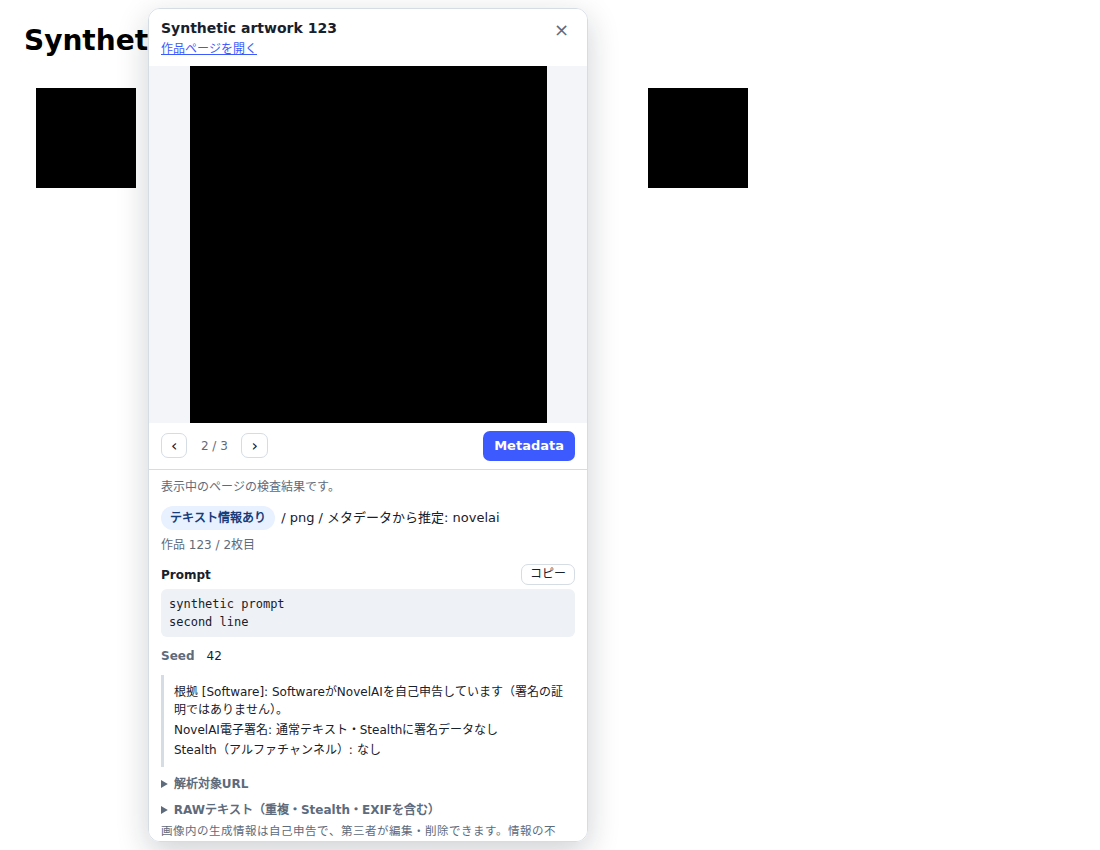 Synthet
Synthetic artwork 123
×
作品ページを開く
‹ 2 / 3 › Metadata
表示中のページの検査結果です。
テキスト情報あり / png / メタデータから推定: novelai
作品 123 / 2枚目
Prompt コピー
synthetic prompt
second line
Seed 42
根拠 [Software]: SoftwareがNovelAIを自己申告しています（署名の証
明ではありません）。
NovelAI電子署名: 通常テキスト・Stealthに署名データなし
Stealth（アルファチャンネル）: なし
▶ 解析対象URL
▶ RAWテキスト（重複・Stealth・EXIFを含む）
画像内の生成情報は自己申告で、第三者が編集・削除できます。情報の不